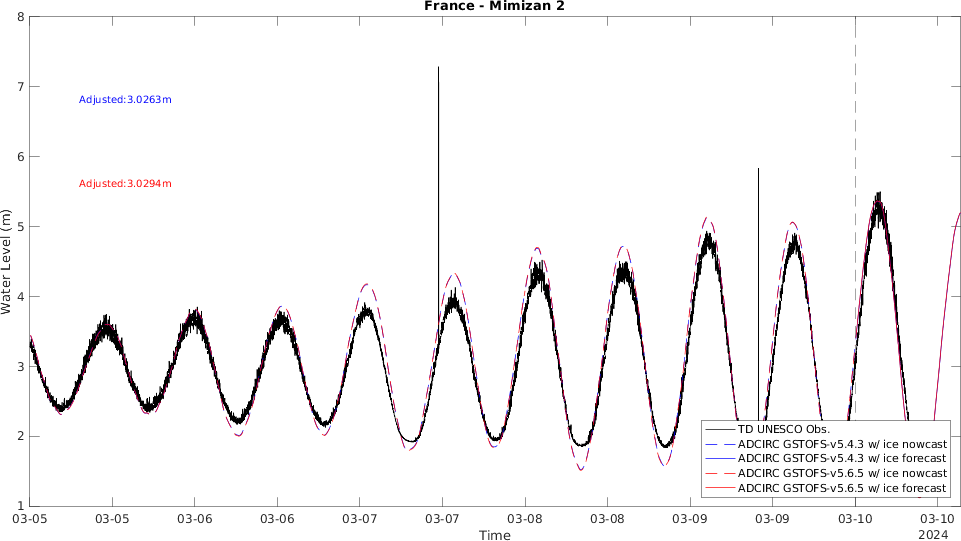 France - Mimizan 2
8
7
6
5
4
3
2
1
Water Level (m)
Adjusted:3.0263m
Adjusted:3.0294m
TD UNESCO Obs.
ADCIRC GSTOFS-v5.4.3 w/ ice nowcast
ADCIRC GSTOFS-v5.4.3 w/ ice forecast
ADCIRC GSTOFS-v5.6.5 w/ ice nowcast
ADCIRC GSTOFS-v5.6.5 w/ ice forecast
03-05 03-05 03-06 03-06 03-07 03-07 03-08 03-08 03-09 03-09 03-10 03-10
2024
Time